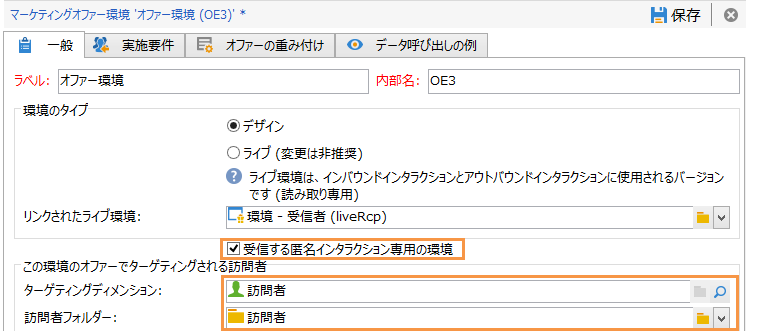 マーケティングオファー環境 'オファー環境 (OE3)' *
保存
一般 実施要件 オファーの重み付け データ呼び出しの例
ラベル: オファー環境 内部名: OE3
環境のタイプ
デザイン
ライブ (変更は非推奨)
ライブ環境は、インバウンドインタラクションとアウトバウンドインタラクションに使用されるバージョン
です (読み取り専用)
リンクされたライブ環境: 環境 - 受信者 (liveRcp)
受信する匿名インタラクション専用の環境
この環境のオファーでターゲティングされる訪問者
ターゲティングディメンション: 訪問者
訪問者フォルダー: 訪問者